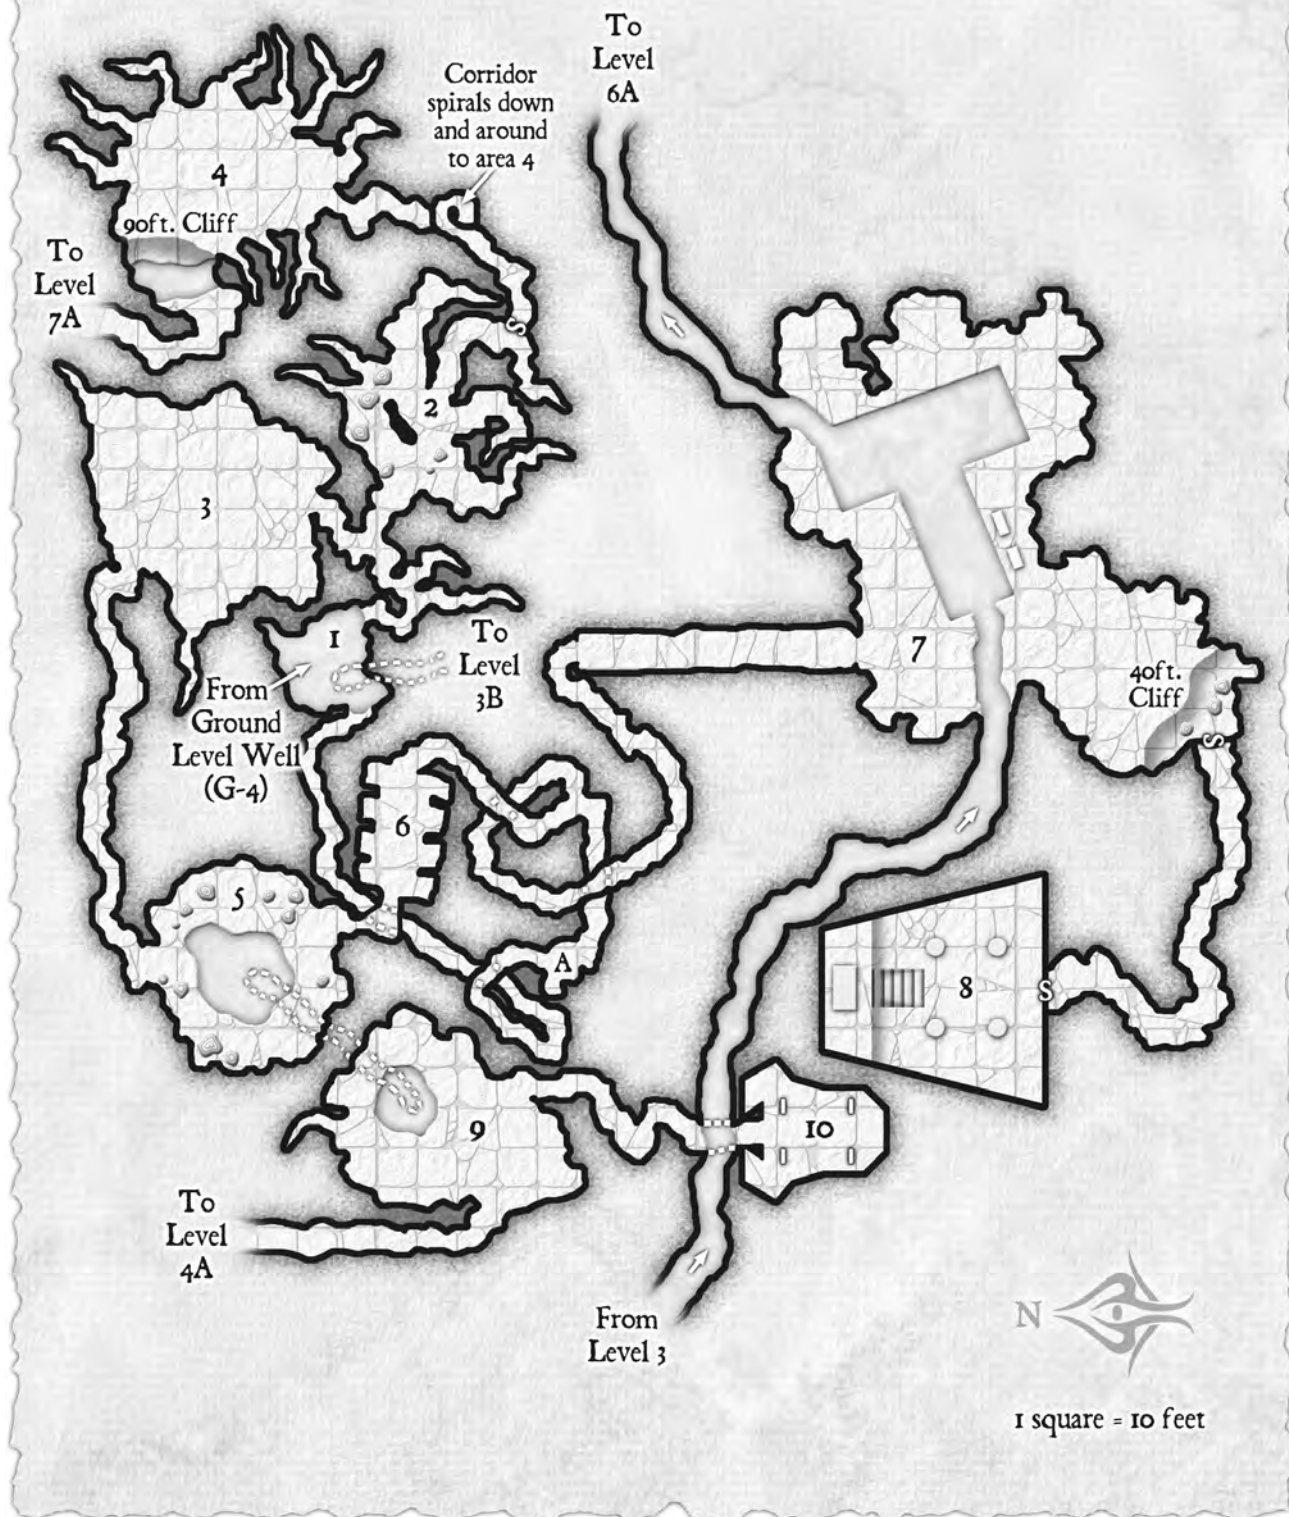 To
Level
6A
Corridor
spirals down
and around
to area 4
4
90ft. Cliff
To
Level
7A
S
2
3
1
To
Level
3B
From
Ground
Level Well
(G-4)
7
40ft.
Cliff
S
6
5
A
8
S
9
10
To
Level
4A
From
Level 3
N
1 square = 10 feet